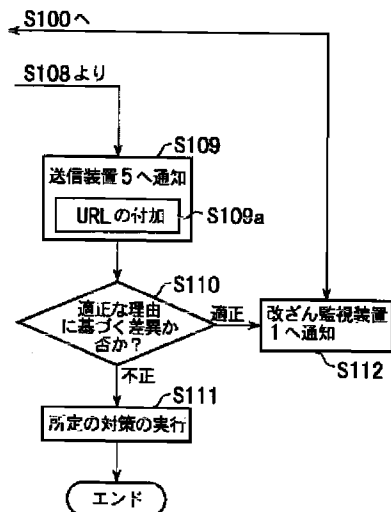 S100へ
S108より
S109
送信装置5へ通知
URLの付加
S109a
S110
適正な理由
に基づく差異か
否か？
適正
改ざん監視装置
1へ通知
S112
不正
S111
所定の対策の実行
エンド